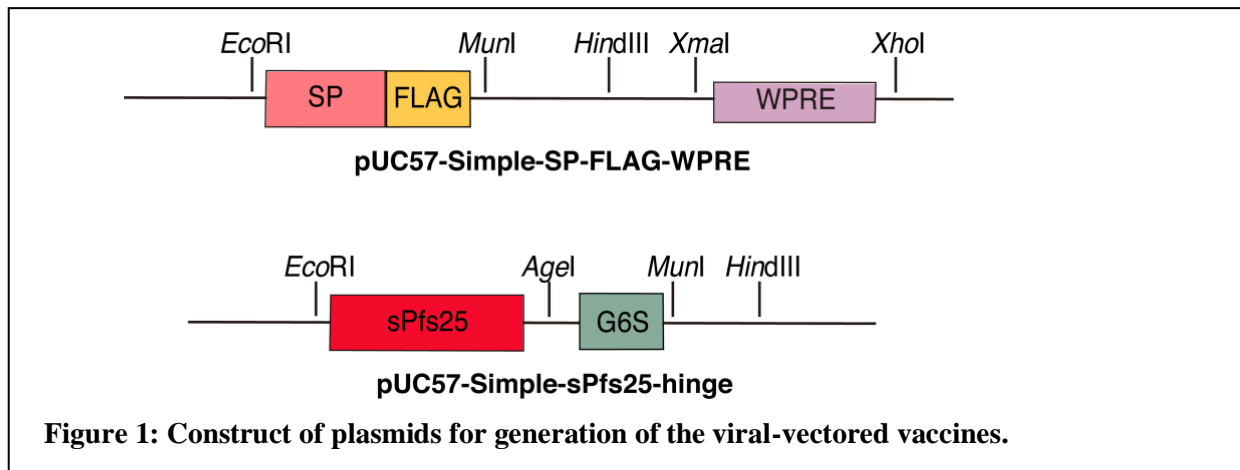 EcoRI MunI HindIII XmaI XhoI
SP FLAG WPRE
pUC57-Simple-SP-FLAG-WPRE
EcoRI AgeI MunI HindIII
sPfs25 G6S
pUC57-Simple-sPfs25-hinge
Figure 1: Construct of plasmids for generation of the viral-vectored vaccines.